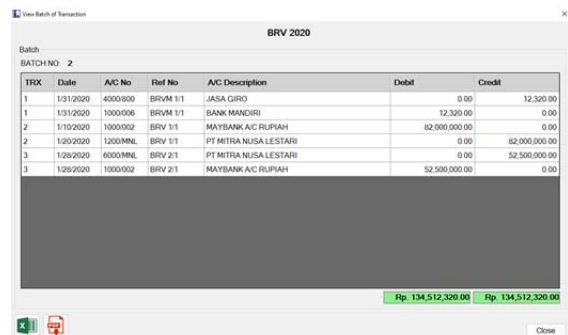 View Batch of Transaction
BRV 2020
Batch
BATCH NO: 2
TRX Date A/C No Ref No A/C Description Debit Credit
1 1/31/2020 4000/800 BRVM 1/1 JASA GIRO 0.00 12,320.00
1 1/31/2020 1000/006 BRVM 1/1 BANK MANDIRI 12,320.00 0.00
2 1/10/2020 1000/002 BRV 1/1 MAYBANK A/C RUPIAH 82,000,000.00 0.00
2 1/20/2020 1200/MNL BRV 1/1 PT MITRA NUSA LESTARI 0.00 82,000,000.00
3 1/28/2020 6000/MNL BRV 2/1 PT MITRA NUSA LESTARI 0.00 52,500,000.00
3 1/28/2020 1000/002 BRV 2/1 MAYBANK A/C RUPIAH 52,500,000.00 0.00
Rp. 134,512,320.00 Rp. 134,512,320.00
Close